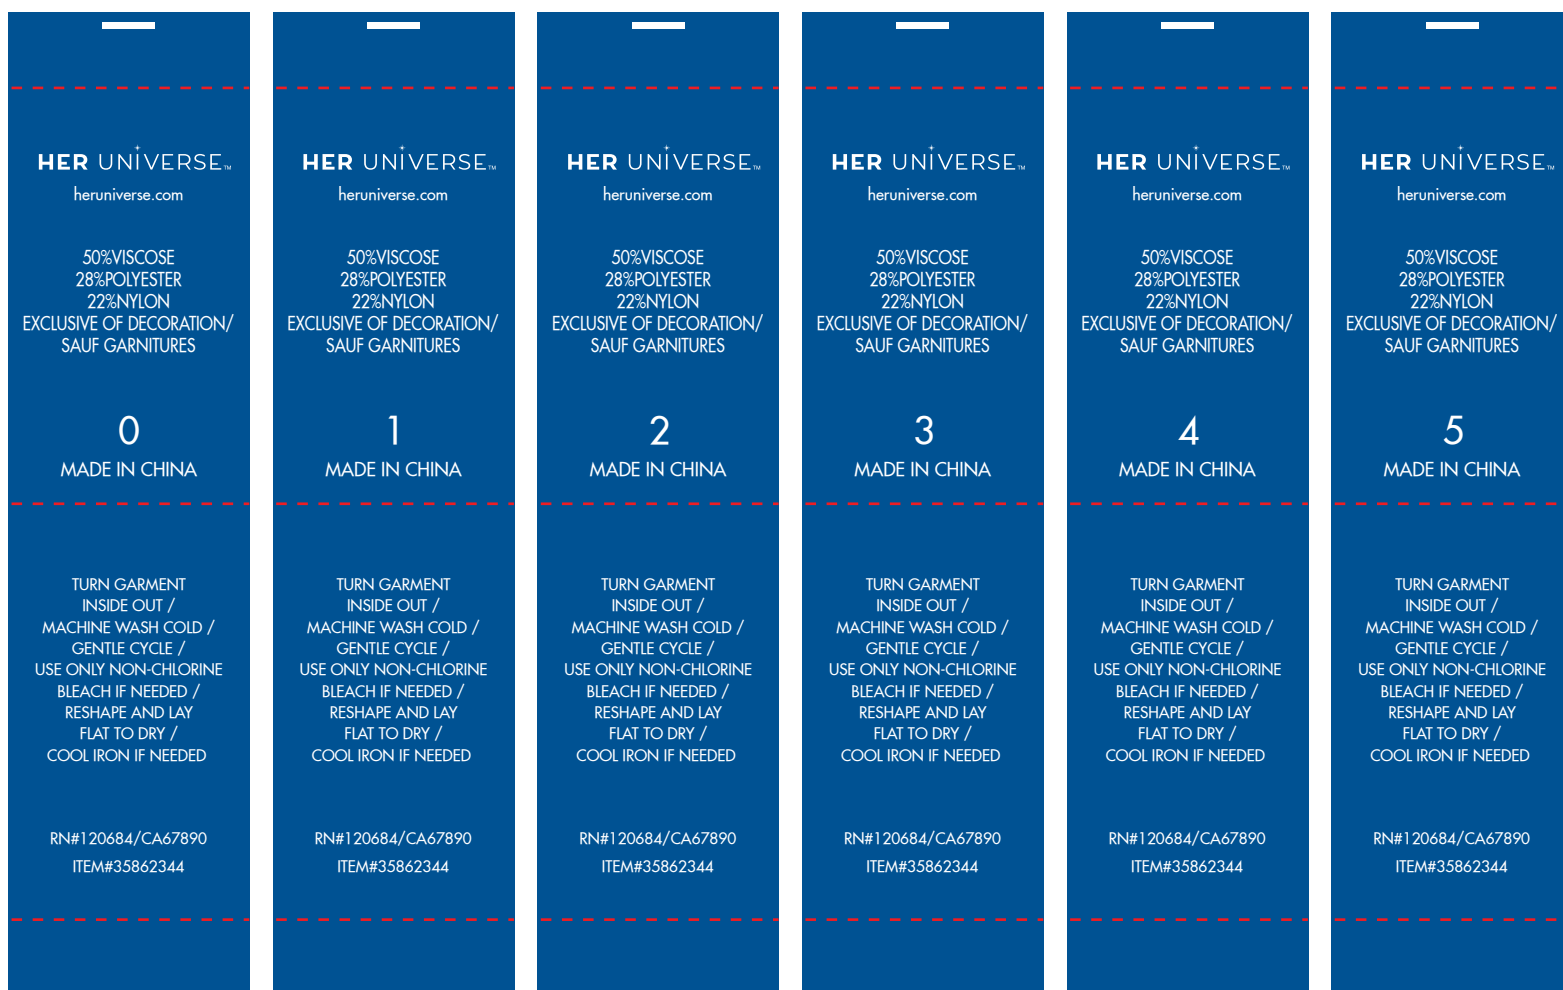 HER UNIVERSE™
heruniverse.com
50%VISCOSE
28%POLYESTER
22%NYLON
EXCLUSIVE OF DECORATION/
SAUF GARNITURES
0
MADE IN CHINA
TURN GARMENT
INSIDE OUT /
MACHINE WASH COLD /
GENTLE CYCLE /
USE ONLY NON-CHLORINE
BLEACH IF NEEDED /
RESHAPE AND LAY
FLAT TO DRY /
COOL IRON IF NEEDED
RN#120684/CA67890
ITEM#35862344
HER UNIVERSE™
heruniverse.com
50%VISCOSE
28%POLYESTER
22%NYLON
EXCLUSIVE OF DECORATION/
SAUF GARNITURES
1
MADE IN CHINA
TURN GARMENT
INSIDE OUT /
MACHINE WASH COLD /
GENTLE CYCLE /
USE ONLY NON-CHLORINE
BLEACH IF NEEDED /
RESHAPE AND LAY
FLAT TO DRY /
COOL IRON IF NEEDED
RN#120684/CA67890
ITEM#35862344
HER UNIVERSE™
heruniverse.com
50%VISCOSE
28%POLYESTER
22%NYLON
EXCLUSIVE OF DECORATION/
SAUF GARNITURES
2
MADE IN CHINA
TURN GARMENT
INSIDE OUT /
MACHINE WASH COLD /
GENTLE CYCLE /
USE ONLY NON-CHLORINE
BLEACH IF NEEDED /
RESHAPE AND LAY
FLAT TO DRY /
COOL IRON IF NEEDED
RN#120684/CA67890
ITEM#35862344
HER UNIVERSE™
heruniverse.com
50%VISCOSE
28%POLYESTER
22%NYLON
EXCLUSIVE OF DECORATION/
SAUF GARNITURES
3
MADE IN CHINA
TURN GARMENT
INSIDE OUT /
MACHINE WASH COLD /
GENTLE CYCLE /
USE ONLY NON-CHLORINE
BLEACH IF NEEDED /
RESHAPE AND LAY
FLAT TO DRY /
COOL IRON IF NEEDED
RN#120684/CA67890
ITEM#35862344
HER UNIVERSE™
heruniverse.com
50%VISCOSE
28%POLYESTER
22%NYLON
EXCLUSIVE OF DECORATION/
SAUF GARNITURES
4
MADE IN CHINA
TURN GARMENT
INSIDE OUT /
MACHINE WASH COLD /
GENTLE CYCLE /
USE ONLY NON-CHLORINE
BLEACH IF NEEDED /
RESHAPE AND LAY
FLAT TO DRY /
COOL IRON IF NEEDED
RN#120684/CA67890
ITEM#35862344
HER UNIVERSE™
heruniverse.com
50%VISCOSE
28%POLYESTER
22%NYLON
EXCLUSIVE OF DECORATION/
SAUF GARNITURES
5
MADE IN CHINA
TURN GARMENT
INSIDE OUT /
MACHINE WASH COLD /
GENTLE CYCLE /
USE ONLY NON-CHLORINE
BLEACH IF NEEDED /
RESHAPE AND LAY
FLAT TO DRY /
COOL IRON IF NEEDED
RN#120684/CA67890
ITEM#35862344